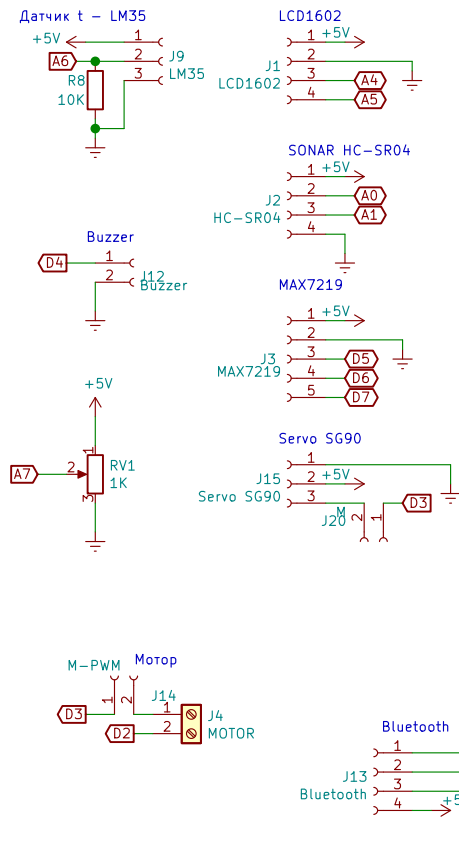 Датчик t – LM35
+5V
1
A6
2
J9
3
LM35
R8
10K
LCD1602
1
+5V
2
J1
3
A4
LCD1602
4
A5
SONAR HC-SR04
1
+5V
2
A0
J2
3
A1
HC-SR04
4
Buzzer
D4
1
2
J12
Buzzer
MAX7219
1
+5V
2
J3
3
D5
MAX7219
4
D6
5
D7
+5V
1
A7
2
RV1
1K
3
Servo SG90
1
J15
2
+5V
Servo SG90
3
M
J20
2
1
D3
M-PWM
Мотор
1
2
J14
D3
1
J4
D2
2
MOTOR
Bluetooth
1
2
J13
3
Bluetooth
4
+5